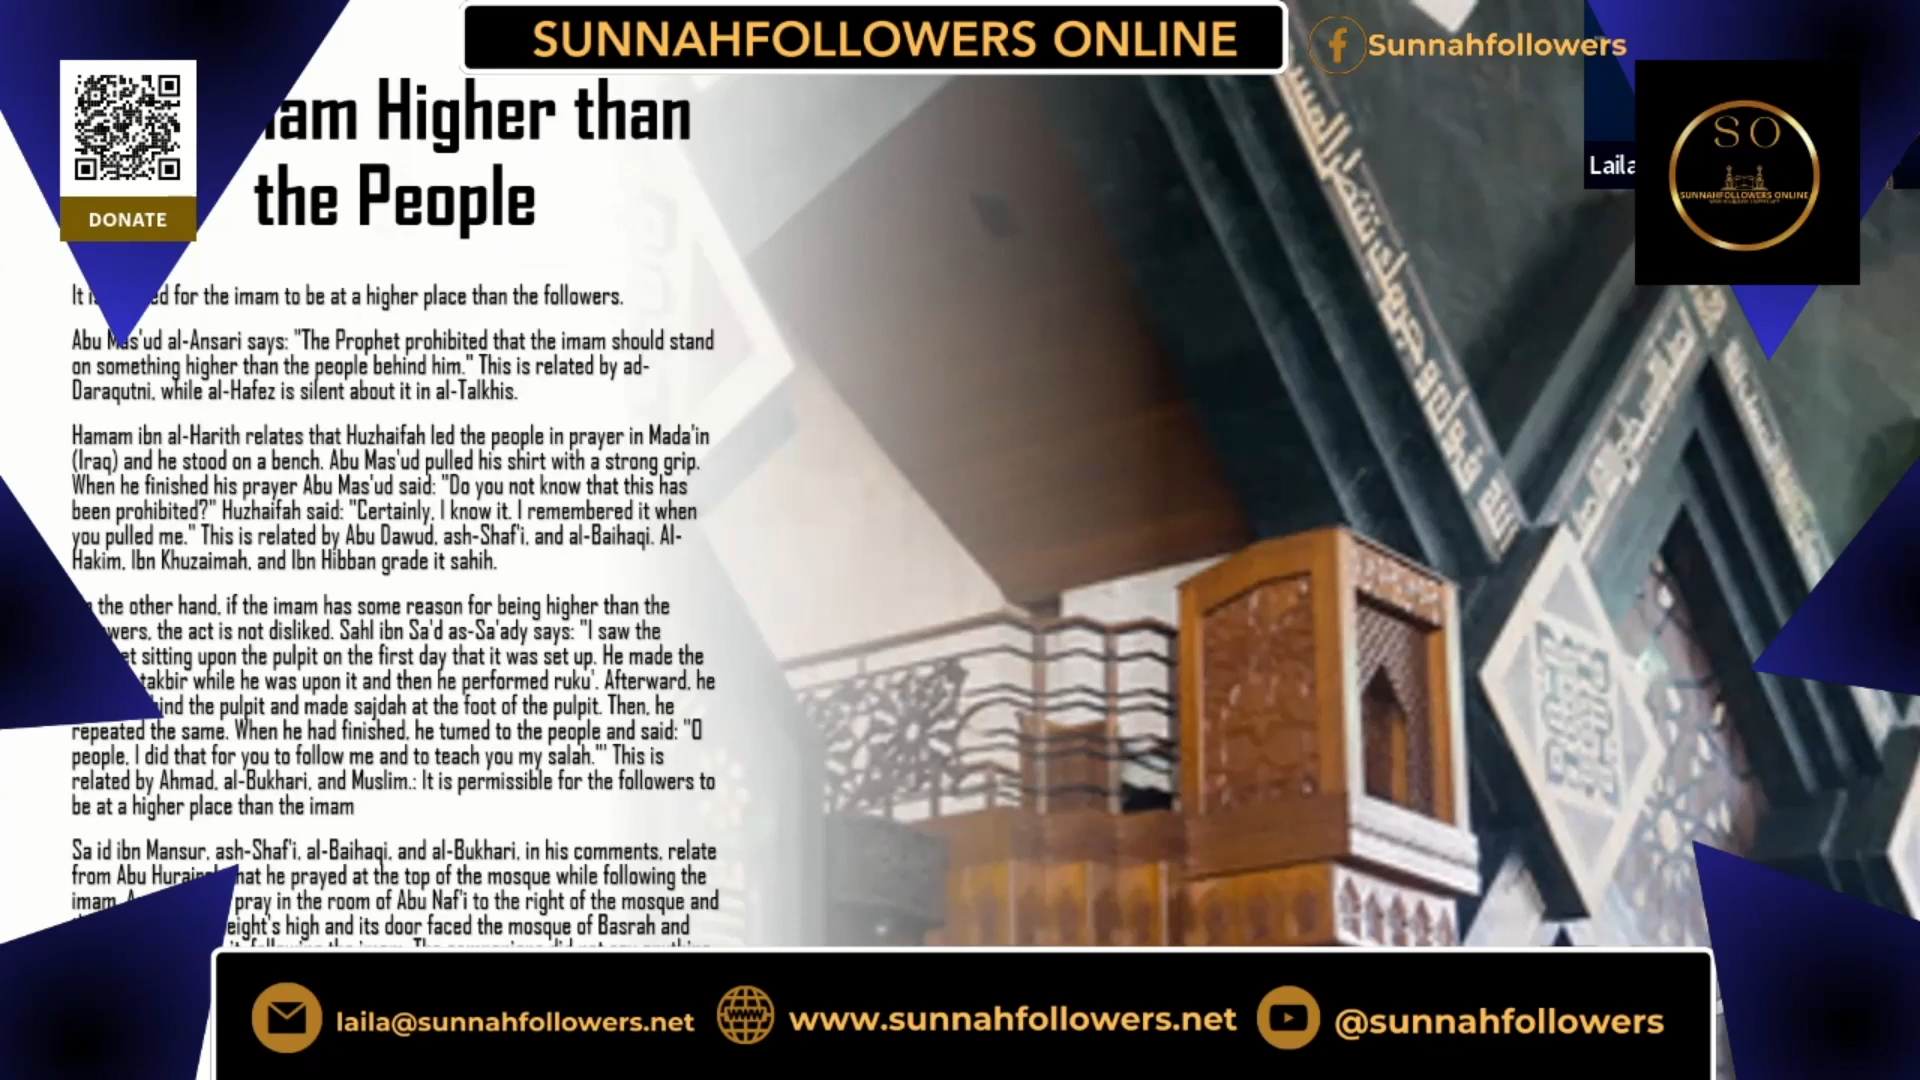 SUNNAHFOLLOWERS ONLINE
Sunnahfollowers
DONATE
Laila
SO
SUNNAHFOLLOWERS ONLINE
am Higher than
the People
It ed for the imam to be at a higher place than the followers.
Abu Mas'ud al-Ansari says: "The Prophet prohibited that the imam should stand
on something higher than the people behind him." This is related by ad-
Daraqutni, while al-Hafez is silent about it in al-Talkhis.
Hamam ibn al-Harith relates that Huzhaifah led the people in prayer in Mada'in
(Iraq) and he stood on a bench. Abu Mas'ud pulled his shirt with a strong grip.
When he finished his prayer Abu Mas'ud said: "Do you not know that this has
been prohibited?" Huzhaifah said: "Certainly, I know it. I remembered it when
you pulled me." This is related by Abu Dawud, ash-Shaf'i, and al-Baihaqi. Al-
Hakim, Ibn Khuzaimah, and Ibn Hibban grade it sahih.
the other hand, if the imam has some reason for being higher than the
wers, the act is not disliked. Sahl ibn Sa'd as-Sa'ady says: "I saw the
et sitting upon the pulpit on the first day that it was set up. He made the
takbir while he was upon it and then he performed ruku'. Afterward, he
ind the pulpit and made sajdah at the foot of the pulpit. Then, he
repeated the same. When he had finished, he turned to the people and said: "O
people, I did that for you to follow me and to teach you my salah."' This is
related by Ahmad, al-Bukhari, and Muslim.: It is permissible for the followers to
be at a higher place than the imam
Sa id ibn Mansur, ash-Shaf'i, al-Baihaqi, and al-Bukhari, in his comments, relate
from Abu Hurair hat he prayed at the top of the mosque while following the
imam. pray in the room of Abu Naf'i to the right of the mosque and
eight's high and its door faced the mosque of Basrah and
laila@sunnahfollowers.net
www.sunnahfollowers.net
@sunnahfollowers